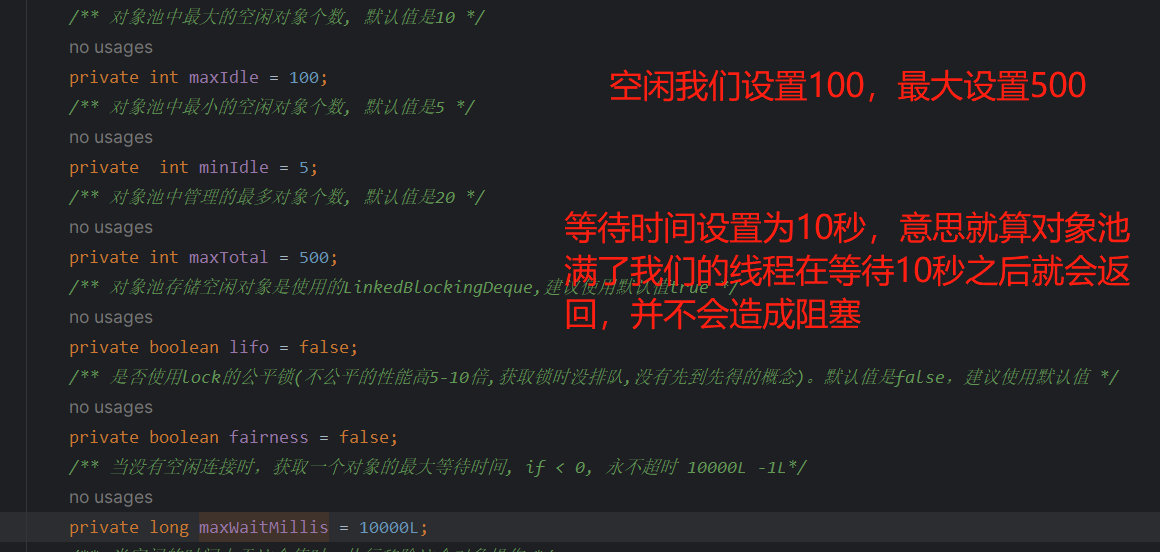 /** 对象池中最大的空闲对象个数, 默认值是10 */
no usages
private int maxIdle = 100;
空闲我们设置100，最大设置500
/** 对象池中最小的空闲对象个数, 默认值是5 */
no usages
private  int minIdle = 5;
/** 对象池中管理的最多对象个数, 默认值是20 */
no usages
private int maxTotal = 500;
等待时间设置为10秒，意思就算对象池
满了我们的线程在等待10秒之后就会返
回，并不会造成阻塞
/** 对象池存储空闲对象是使用的LinkedBlockingDeque,建议使用默认值true */
no usages
private boolean lifo = false;
/** 是否使用lock的公平锁(不公平的性能高5-10倍,获取锁时没排队,没有先到先得的概念)。默认值是false，建议使用默认值 */
no usages
private boolean fairness = false;
/** 当没有空闲连接时，获取一个对象的最大等待时间, if < 0, 永不超时 10000L -1L*/
no usages
private long maxWaitMillis = 10000L;